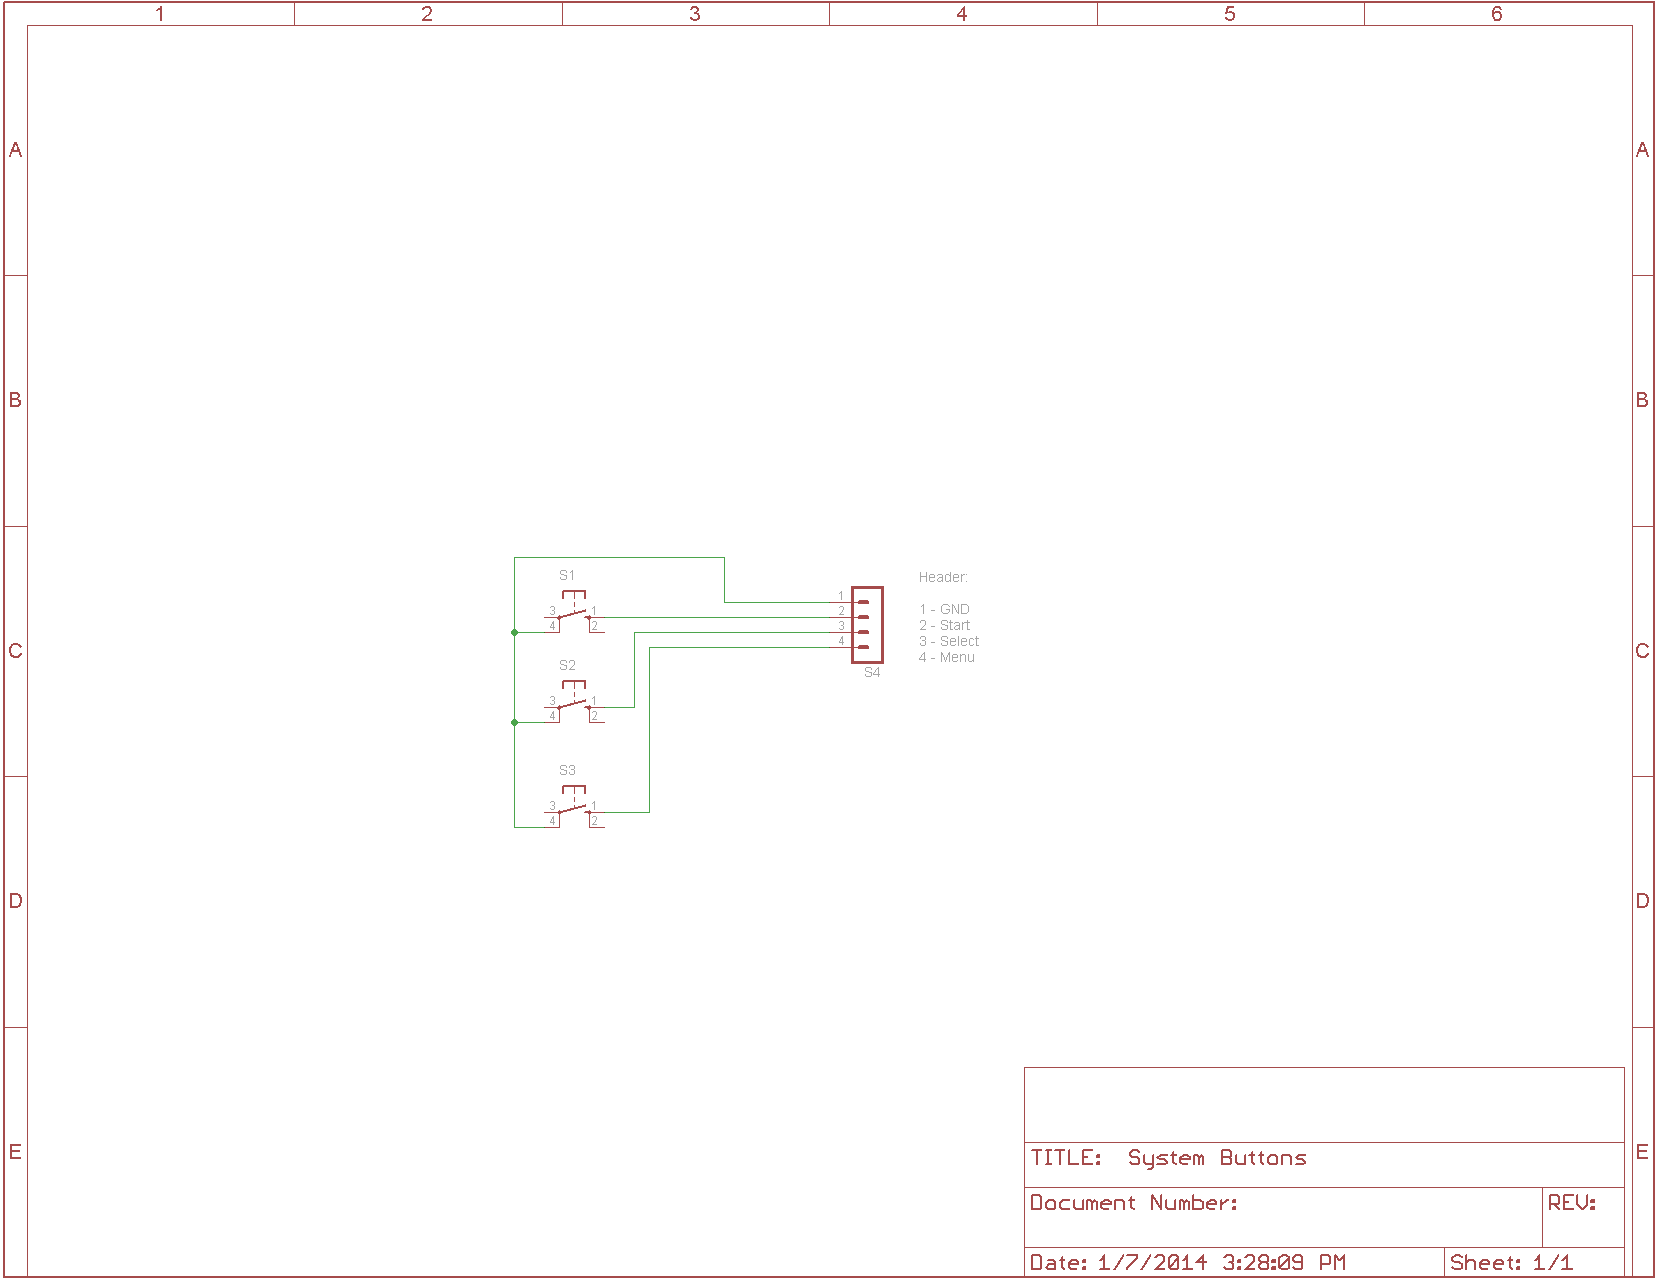 1 2 3 4 5 6
A A
B B
S1
3 1
4 2
Header:
1
2
3
4
1 - GND
2 - Start
3 - Select
4 - Menu
S4
C C
S2
3 1
4 2
S3
3 1
4 2
D D
E E
TITLE: System Buttons
Document Number:
REV:
Date: 1/7/2014 3:28:09 PM
Sheet: 1/1